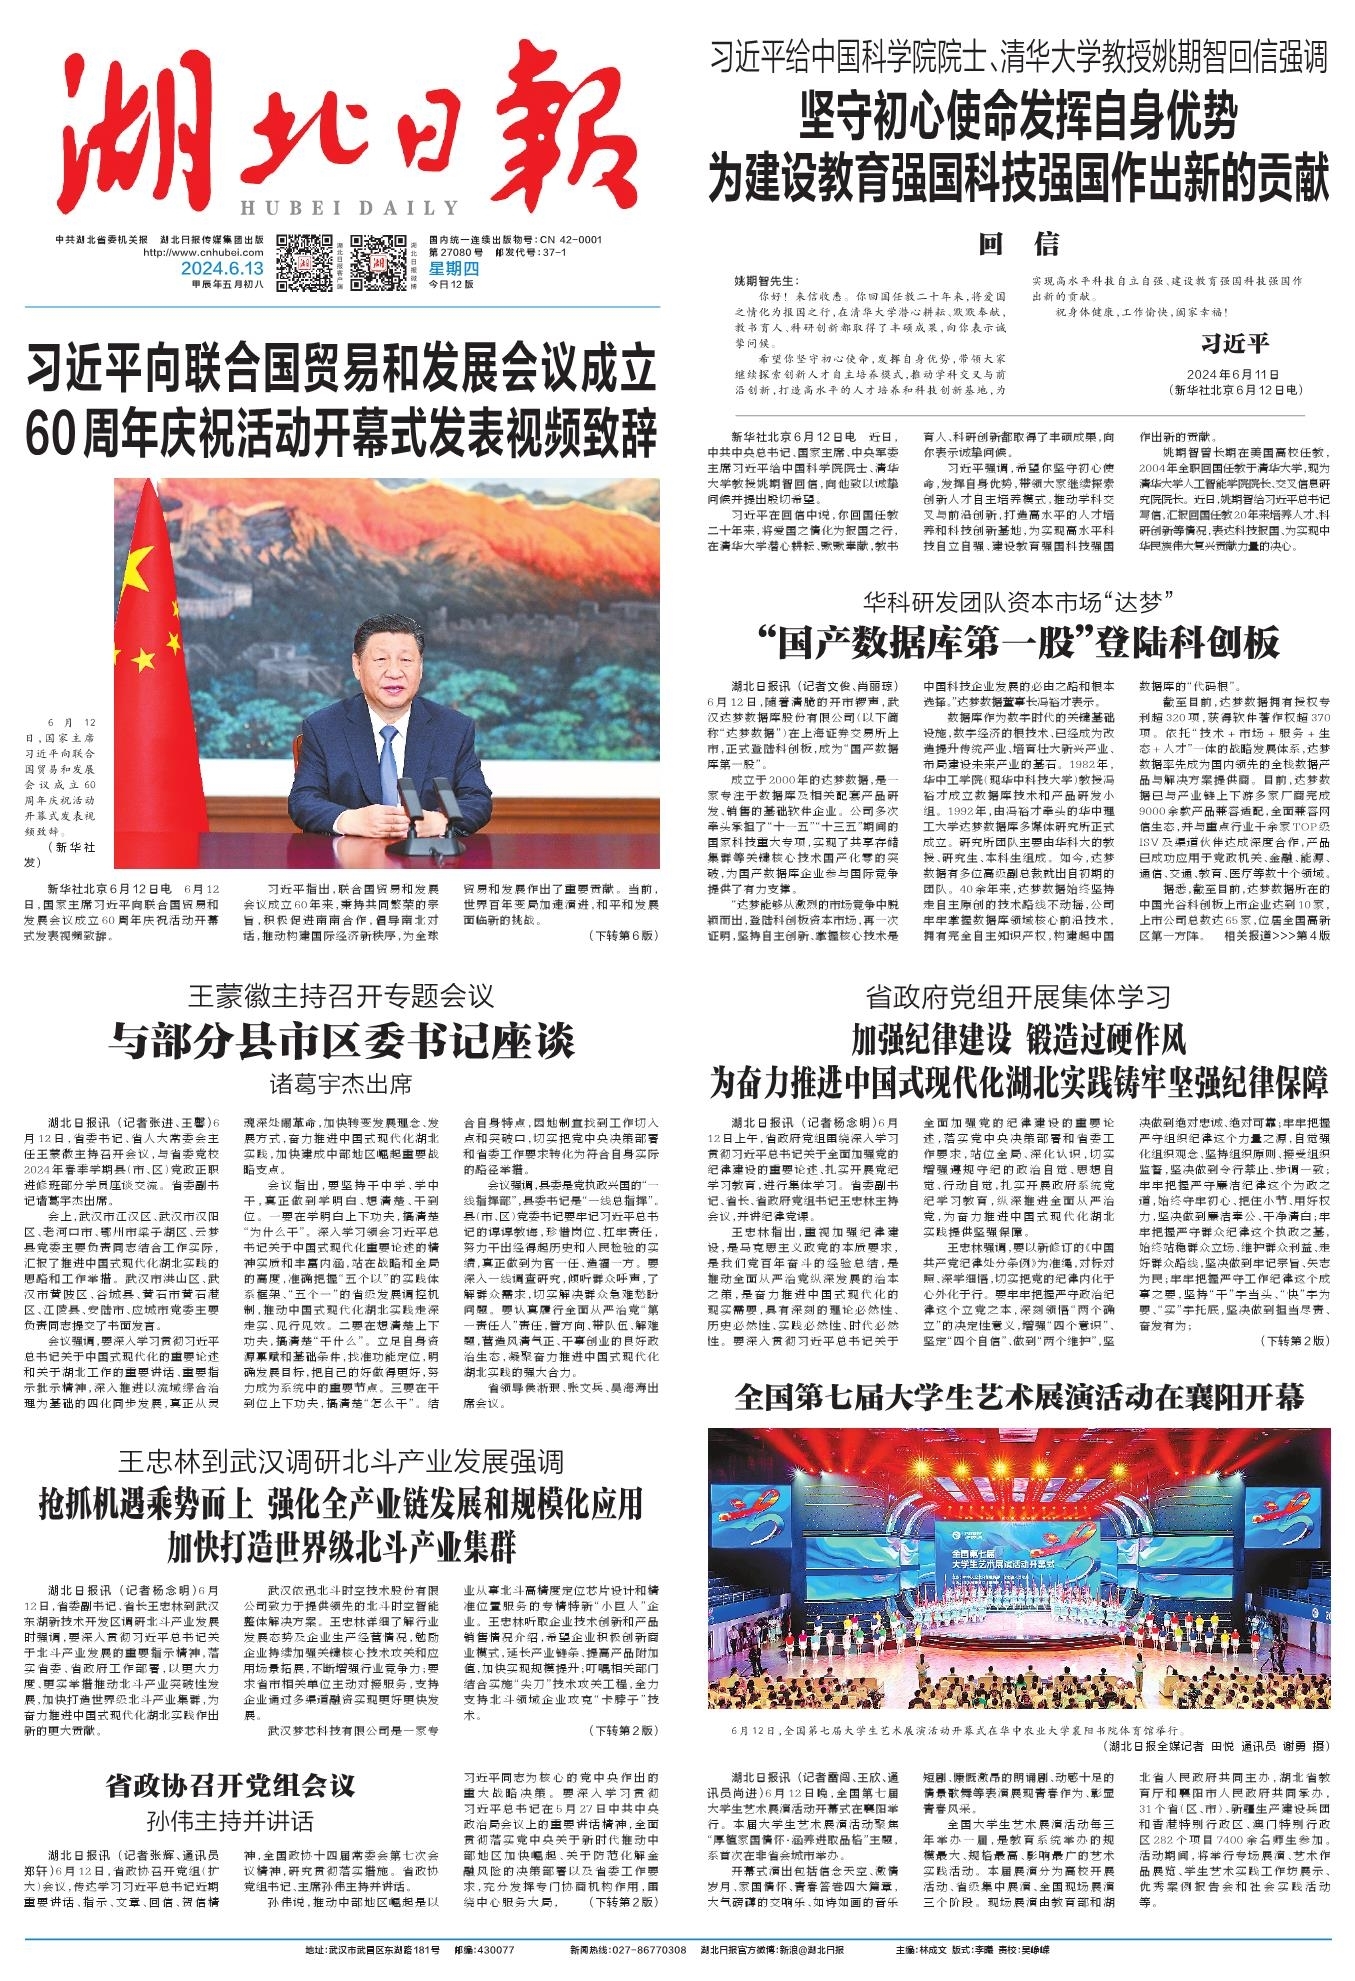 湖北日報
HUBEI DAILY
中共湖北省委机关报 湖北日报传媒集团出版
http://www.cnhubei.com
2024.6.13
甲辰年五月初八
湖北日报客户端
湖北日报微博
国内统一连续出版物号:CN 42-0001
第27080号 邮发代号:37-1
星期四
今日12版
习近平给中国科学院院士、清华大学教授姚期智回信强调
坚守初心使命发挥自身优势
为建设教育强国科技强国作出新的贡献
回 信
姚期智先生：
你好！来信收悉。你回国任教二十年来,将爱国
之情化为报国之行,在清华大学潜心耕耘、默默奉献,
教书育人、科研创新都取得了丰硕成果,向你表示诚
挚问候。
希望你坚守初心使命,发挥自身优势,带领大家
继续探索创新人才自主培养模式,推动学科交叉与前
沿创新,打造高水平的人才培养和科技创新基地,为
实现高水平科技自立自强、建设教育强国科技强国作
出新的贡献。
祝身体健康,工作愉快,阖家幸福！
习近平
2024年6月11日
（新华社北京6月12日电）
新华社北京6月12日电 近日,
中共中央总书记、国家主席、中央军委
主席习近平给中国科学院院士、清华
大学教授姚期智回信,向他致以诚挚
问候并提出殷切希望。
习近平在回信中说,你回国任教
二十年来,将爱国之情化为报国之行,
在清华大学潜心耕耘、默默奉献,教书
育人、科研创新都取得了丰硕成果,向
你表示诚挚问候。
习近平强调,希望你坚守初心使
命,发挥自身优势,带领大家继续探索
创新人才自主培养模式,推动学科交
叉与前沿创新,打造高水平的人才培
养和科技创新基地,为实现高水平科
技自立自强、建设教育强国科技强国
作出新的贡献。
姚期智曾长期在美国高校任教,
2004年全职回国任教于清华大学,现为
清华大学人工智能学院院长、交叉信息研
究院院长。近日,姚期智给习近平总书记
写信,汇报回国任教20年来培养人才、科
研创新等情况,表达科技报国、为实现中
华民族伟大复兴贡献力量的决心。
习近平向联合国贸易和发展会议成立
60周年庆祝活动开幕式发表视频致辞
6月12
日,国家主席
习近平向联合
国贸易和发展
会议成立60
周年庆祝活动
开幕式发表视
频致辞。
（新华社
发）
新华社北京6月12日电 6月12
日,国家主席习近平向联合国贸易和
发展会议成立60周年庆祝活动开幕
式发表视频致辞。
习近平指出,联合国贸易和发展
会议成立60年来,秉持共同繁荣的宗
旨,积极促进南南合作,倡导南北对
话,推动构建国际经济新秩序,为全球
贸易和发展作出了重要贡献。当前,
世界百年变局加速演进,和平和发展
面临新的挑战。
（下转第6版）
华科研发团队资本市场“达梦”
“国产数据库第一股”登陆科创板
湖北日报讯（记者文俊、肖丽琼）
6月12日,随着清脆的开市锣声,武
汉达梦数据库股份有限公司(以下简
称“达梦数据”)在上海证券交易所上
市,正式登陆科创板,成为“国产数据
库第一股”。
成立于2000年的达梦数据,是一
家专注于数据库及相关配套产品研
发、销售的基础软件企业。公司多次
牵头承担了“十一五”“十三五”期间的
国家科技重大专项,实现了共享存储
集群等关键核心技术国产化零的突
破,为国产数据库企业参与国际竞争
提供了有力支撑。
“达梦能够从激烈的市场竞争中脱
颖而出,登陆科创板资本市场,再一次
证明,坚持自主创新、掌握核心技术是
中国科技企业发展的必由之路和根本
选择。”达梦数据董事长冯裕才表示。
数据库作为数字时代的关键基础
设施,数字经济的根技术,已经成为改
造提升传统产业、培育壮大新兴产业、
布局建设未来产业的基石。1982年,
华中工学院(现华中科技大学)教授冯
裕才成立数据库技术和产品研发小
组。1992年,由冯裕才牵头的华中理
工大学达梦数据库多媒体研究所正式
成立。研究所团队主要由华科大的教
授、研究生、本科生组成。如今,达梦
数据有多位高级副总裁就出自初期的
团队。40余年来,达梦数据始终坚持
走自主原创的技术路线不动摇,公司
牢牢掌握数据库领域核心前沿技术,
拥有完全自主知识产权,构建起中国
数据库的“代码根”。
截至目前,达梦数据拥有授权专
利超320项,获得软件著作权超370
项。依托“技术+市场+服务+生
态+人才”一体的战略发展体系,达梦
数据率先成为国内领先的全栈数据产
品与解决方案提供商。目前,达梦数
据已与产业链上下游多家厂商完成
9000余款产品兼容适配,全面兼容网
信生态,并与重点行业千余家TOP级
ISV及渠道伙伴达成深度合作,产品
已成功应用于党政机关、金融、能源、
通信、交通、教育、医疗等数十个领域。
据悉,截至目前,达梦数据所在的
中国光谷科创板上市企业达到10家,
上市公司总数达65家,位居全国高新
区第一方阵。 相关报道>>>第4版
王蒙徽主持召开专题会议
与部分县市区委书记座谈
诸葛宇杰出席
湖北日报讯（记者张进、王馨)6
月12日,省委书记、省人大常委会主
任王蒙徽主持召开会议,与省委党校
2024年春季学期县(市、区)党政正职
进修班部分学员座谈交流。省委副书
记诸葛宇杰出席。
会上,武汉市江汉区、武汉市汉阳
区、老河口市、鄂州市梁子湖区、云梦
县党委主要负责同志结合工作实际,
汇报了推进中国式现代化湖北实践的
思路和工作举措。武汉市洪山区、武
汉市黄陂区、谷城县、黄石市黄石港
区、江陵县、安陆市、应城市党委主要
负责同志提交了书面发言。
会议强调,要深入学习贯彻习近平
总书记关于中国式现代化的重要论述
和关于湖北工作的重要讲话、重要指
示批示精神,深入推进以流域综合治
理为基础的四化同步发展,真正从灵
魂深处闹革命,加快转变发展理念、发
展方式,奋力推进中国式现代化湖北
实践,加快建成中部地区崛起重要战
略支点。
会议指出,要坚持干中学、学中
干,真正做到学明白、想清楚、干到
位。一要在学明白上下功夫,搞清楚
“为什么干”。深入学习领会习近平总
书记关于中国式现代化重要论述的精
神实质和丰富内涵,站在战略和全局
的高度,准确把握“五个以”的实践体
系框架、“五个一”的省级发展调控机
制,推动中国式现代化湖北实践走深
走实、见行见效。二要在想清楚上下
功夫,搞清楚“干什么”。立足自身资
源禀赋和基础条件,找准功能定位,明
确发展目标,把自己的好做得更好,努
力成为系统中的重要节点。三要在干
到位上下功夫,搞清楚“怎么干”。结
合自身特点,因地制宜找到工作切入
点和突破口,切实把党中央决策部署
和省委工作要求转化为符合自身实际
的路径举措。
会议强调,县委是党执政兴国的“一
线指挥部”,县委书记是“一线总指挥”。
县(市、区)党委书记要牢记习近平总书
记的谆谆教诲,珍惜岗位、扛牢责任,
努力干出经得起历史和人民检验的实
绩,真正做到为官一任、造福一方。要
深入一线调查研究,倾听群众呼声,了
解群众需求,切实解决群众急难愁盼
问题。要认真履行全面从严治党“第
一责任人”责任,管方向、带队伍、解难
题,营造风清气正、干事创业的良好政
治生态,凝聚奋力推进中国式现代化
湖北实践的强大合力。
省领导侯淅珉、张文兵、吴海涛出
席会议。
省政府党组开展集体学习
加强纪律建设 锻造过硬作风
为奋力推进中国式现代化湖北实践铸牢坚强纪律保障
湖北日报讯（记者杨念明)6月
12日上午,省政府党组围绕深入学习
贯彻习近平总书记关于全面加强党的
纪律建设的重要论述、扎实开展党纪
学习教育,进行集体学习。省委副书
记、省长、省政府党组书记王忠林主持
会议,并讲纪律党课。
王忠林指出,重视加强纪律建
设,是马克思主义政党的本质要求,
是我们党百年奋斗的经验总结,是
推动全面从严治党纵深发展的治本
之策,是奋力推进中国式现代化的
现实需要,具有深刻的理论必然性、
历史必然性、实践必然性、时代必然
性。要深入贯彻习近平总书记关于
全面加强党的纪律建设的重要论
述,落实党中央决策部署和省委工
作要求,站位全局、深化认识,切实
增强遵规守纪的政治自觉、思想自
觉、行动自觉,扎实开展政府系统党
纪学习教育,纵深推进全面从严治
党,为奋力推进中国式现代化湖北
实践提供坚强保障。
王忠林强调,要以新修订的《中国
共产党纪律处分条例》为准绳,对标对
照、深学细悟,切实把党的纪律内化于
心外化于行。要牢牢把握严守政治纪
律这个立党之本,深刻领悟“两个确
立”的决定性意义,增强“四个意识”、
坚定“四个自信”、做到“两个维护”,坚
决做到绝对忠诚、绝对可靠;牢牢把握
严守组织纪律这个力量之源,自觉强
化组织观念、坚持组织原则、接受组织
监督,坚决做到令行禁止、步调一致;
牢牢把握严守廉洁纪律这个为政之
道,始终守牢初心、把住小节、用好权
力,坚决做到廉洁奉公、干净清白;牢
牢把握严守群众纪律这个执政之基,
始终站稳群众立场、维护群众利益、走
好群众路线,坚决做到牢记宗旨、矢志
为民;牢牢把握严守工作纪律这个成
事之要,坚持“干”字当头、“快”字为
要、“实”字托底,坚决做到担当尽责、
奋发有为;
（下转第2版）
王忠林到武汉调研北斗产业发展强调
抢抓机遇乘势而上 强化全产业链发展和规模化应用
加快打造世界级北斗产业集群
湖北日报讯（记者杨念明)6月
12日,省委副书记、省长王忠林到武汉
东湖新技术开发区调研北斗产业发展
时强调,要深入贯彻习近平总书记关
于北斗产业发展的重要指示精神,落
实省委、省政府工作部署,以更大力
度、更实举措推动北斗产业突破性发
展,加快打造世界级北斗产业集群,为
奋力推进中国式现代化湖北实践作出
新的更大贡献。
武汉依迅北斗时空技术股份有限
公司致力于提供领先的北斗时空智能
整体解决方案。王忠林详细了解行业
发展态势及企业生产经营情况,勉励
企业持续加强关键核心技术攻关和应
用场景拓展,不断增强行业竞争力;要
求省市相关单位主动对接服务,支持
企业通过多渠道融资实现更好更快发
展。
武汉梦芯科技有限公司是一家专
业从事北斗高精度定位芯片设计和精
准位置服务的专精特新“小巨人”企
业。王忠林听取企业技术创新和产品
销售情况介绍,希望企业积极创新商
业模式,延长产业链条、提高产品附加
值,加快实现规模提升;叮嘱相关部门
结合实施“尖刀”技术攻关工程,全力
支持北斗领域企业攻克“卡脖子”技
术。
（下转第2版）
全国第七届大学生艺术展演活动在襄阳开幕
全国第七届
大学生艺术展演活动开幕式
6月12日,全国第七届大学生艺术展演活动开幕式在华中农业大学襄阳书院体育馆举行。
（湖北日报全媒记者 田悦 通讯员 谢勇 摄）
湖北日报讯（记者雷闯、王欣、通
讯员尚进)6月12日晚,全国第七届
大学生艺术展演活动开幕式在襄阳举
行。本届大学生艺术展演活动聚焦
“厚植家国情怀·涵养进取品格”主题,
系首次在非省会城市举办。
开幕式演出包括信念天空、激情
岁月、家国情怀、青春答卷四大篇章,
大气磅礴的交响乐、如诗如画的音乐
短剧、慷慨激昂的朗诵剧、动感十足的
情景歌舞等表演展现青春作为、彰显
青春风采。
全国大学生艺术展演活动每三
年举办一届,是教育系统举办的规
模最大、规格最高、影响最广的艺术
实践活动。本届展演分为高校开展
活动、省级集中展演、全国现场展演
三个阶段。现场展演由教育部和湖
北省人民政府共同主办,湖北省教
育厅和襄阳市人民政府共同承办,
31个省(区、市)、新疆生产建设兵团
和香港特别行政区、澳门特别行政
区282个项目7400余名师生参加。
活动期间,将举行专场展演、艺术作
品展览、学生艺术实践工作坊展示、
优秀案例报告会和社会实践活动
等。
省政协召开党组会议
孙伟主持并讲话
湖北日报讯（记者张辉、通讯员
郑轩)6月12日,省政协召开党组(扩
大)会议,传达学习习近平总书记近期
重要讲话、指示、文章、回信、贺信精
神,全国政协十四届常委会第七次会
议精神,研究贯彻落实措施。省政协
党组书记、主席孙伟主持并讲话。
孙伟说,推动中部地区崛起是以
习近平同志为核心的党中央作出的
重大战略决策。要深入学习贯彻
习近平总书记在5月27日中共中央
政治局会议上的重要讲话精神,全面
贯彻落实党中央关于新时代推动中
部地区加快崛起、关于防范化解金
融风险的决策部署以及省委工作要
求,充分发挥专门协商机构作用,围
绕中心服务大局, （下转第2版）
地址:武汉市武昌区东湖路181号 邮编:430077 新闻热线:027-86770308 湖北日报官方微博:新浪@湖北日报 主编:林成文 版式:李曦 责校:吴峥嵘